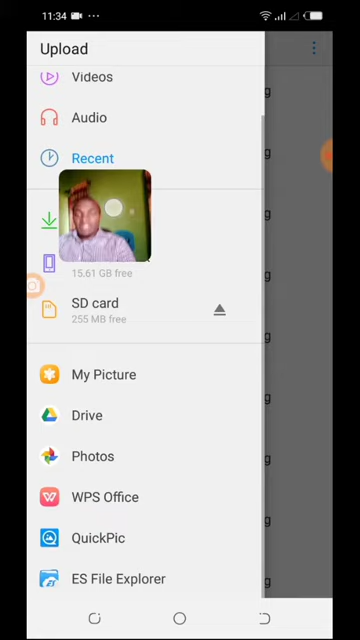 11:34
Upload
Videos
g
Audio
g
Recent
g
g
15.61 GB free
SD card
255 MB free
g
My Picture
g
Drive
Photos
g
WPS Office
g
QuickPic
ES File Explorer
g